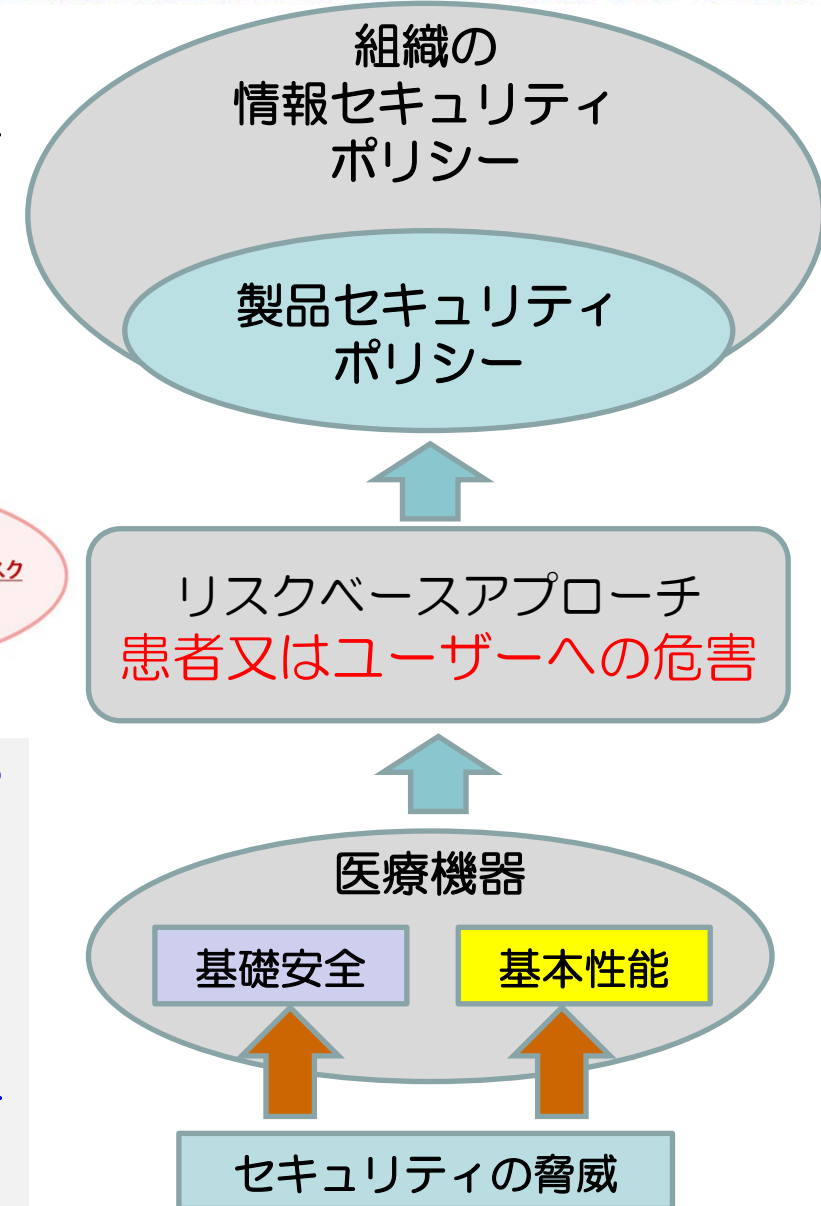 組織の
情報セキュリティ
ポリシー
製品セキュリティ
ポリシー
スク
リスクベースアプローチ
患者又はユーザーへの危害
医療機器
基礎安全
基本性能
セキュリティの脅威